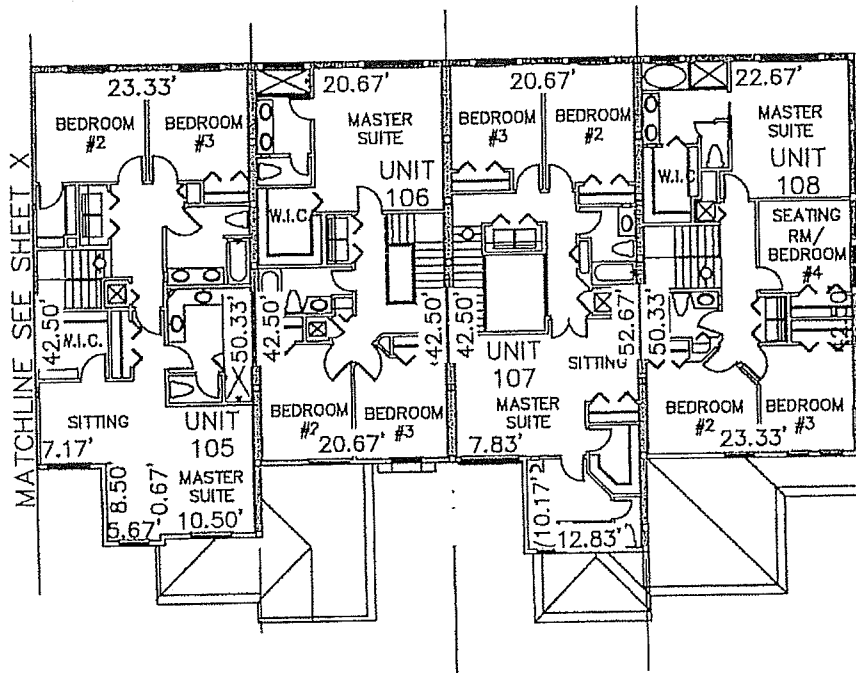 MATCHLINE SEE SHEET X
23.33'
BEDROOM
#2
BEDROOM
#3
42.50'
W.I.C.
50.33'
SITTING
7.17'
UNIT
105
MASTER
SUITE
8.50'
0.67'
5.67'
10.50'
20.67'
MASTER
SUITE
UNIT
106
W.I.C.
42.50'
42.50'
BEDROOM
#2
BEDROOM
#3
20.67'
20.67'
BEDROOM
#3
BEDROOM
#2
42.50'
52.67'
UNIT
107
SITTING
MASTER
SUITE
7.83'
10.17'
12.83'
22.67'
MASTER
SUITE
UNIT
108
W.I.C
SEATING
RM/
BEDROOM
#4
50.33'
BEDROOM
#2
BEDROOM
#3
23.33'